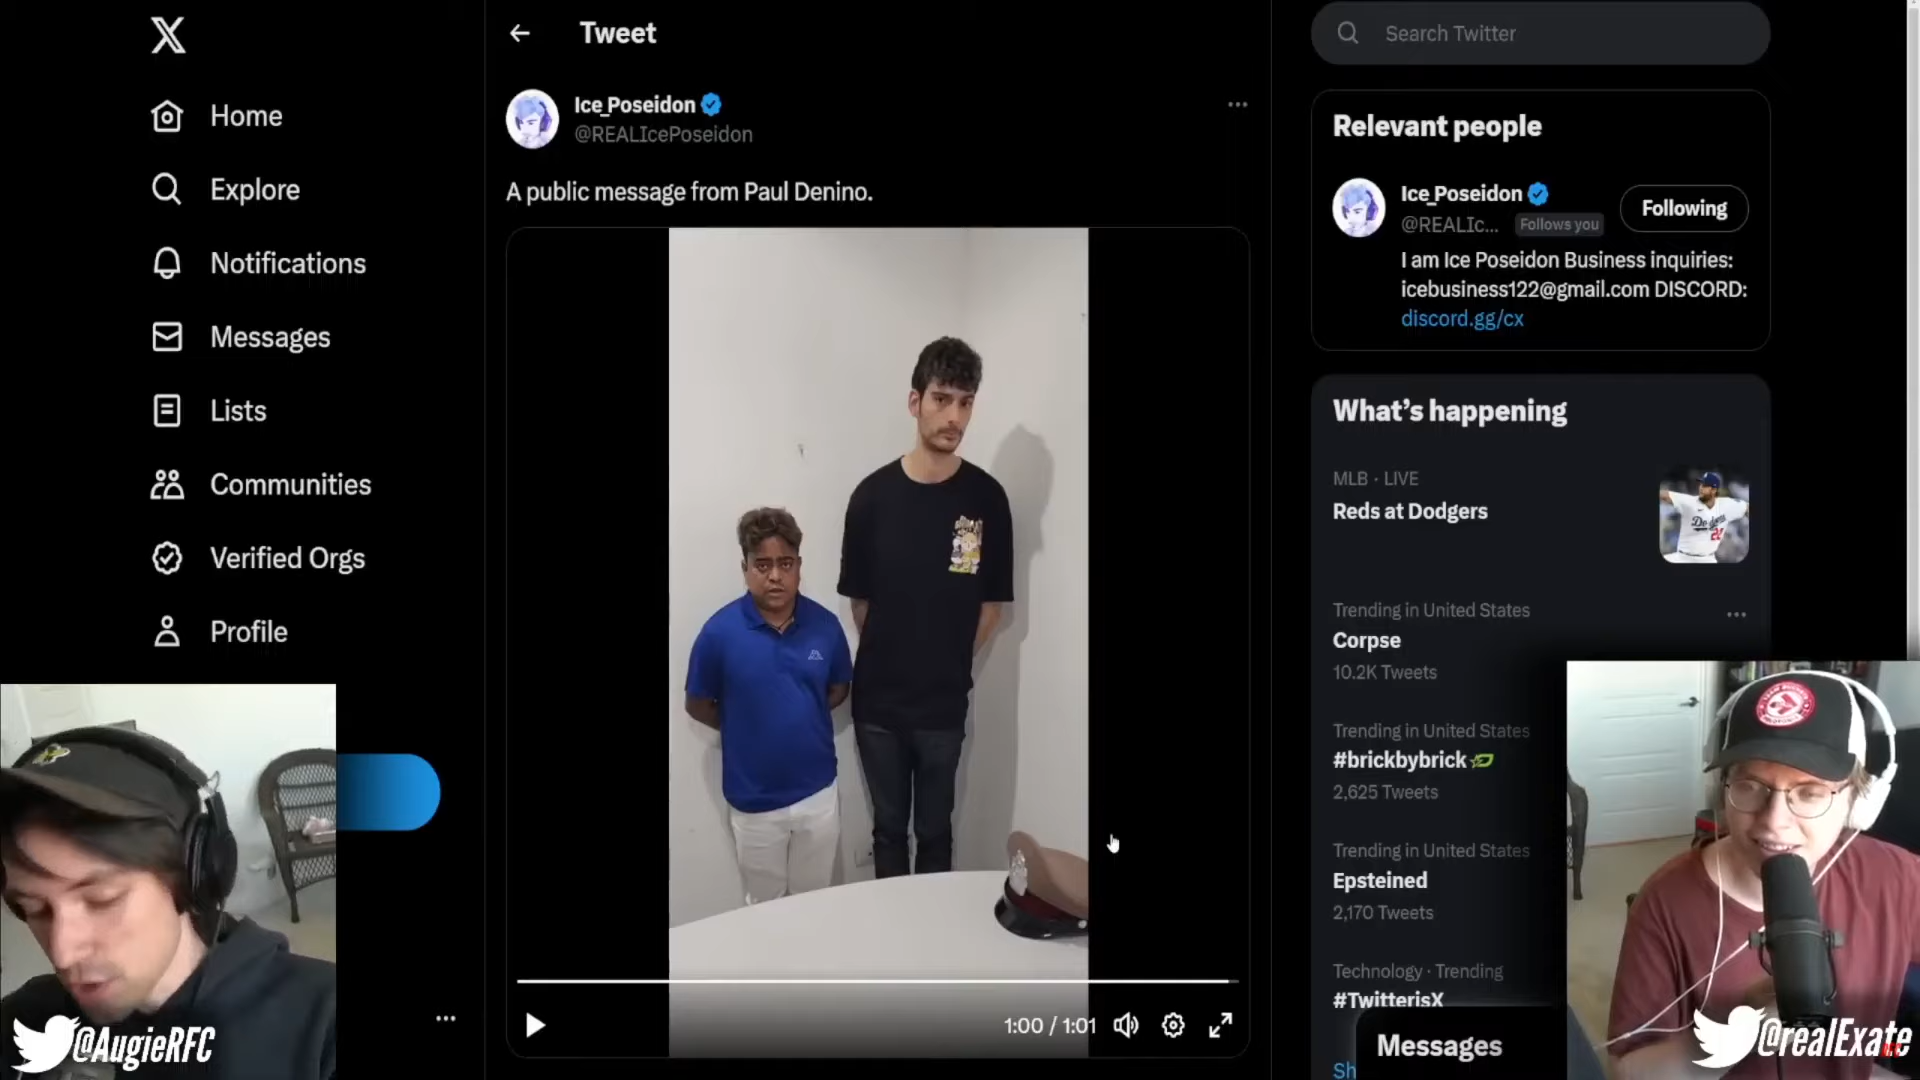 X
Home
Explore
Notifications
Messages
Lists
Communities
Verified Orgs
Profile
@AugieRFC
Tweet
Ice_Poseidon
@REALIcePoseidon
A public message from Paul Denino.
1:00 / 1:01
Search Twitter
Relevant people
Ice_Poseidon
@REALIc... Follows you
Following
I am Ice Poseidon Business inquiries:
icebusiness122@gmail.com DISCORD:
discord.gg/cx
What's happening
MLB · LIVE
Reds at Dodgers
Trending in United States
Corpse
10.2K Tweets
Trending in United States
#brickbybrick
2,625 Tweets
Trending in United States
Epsteined
2,170 Tweets
Technology · Trending
#TwitterisX
Sh
Messages
@realExate